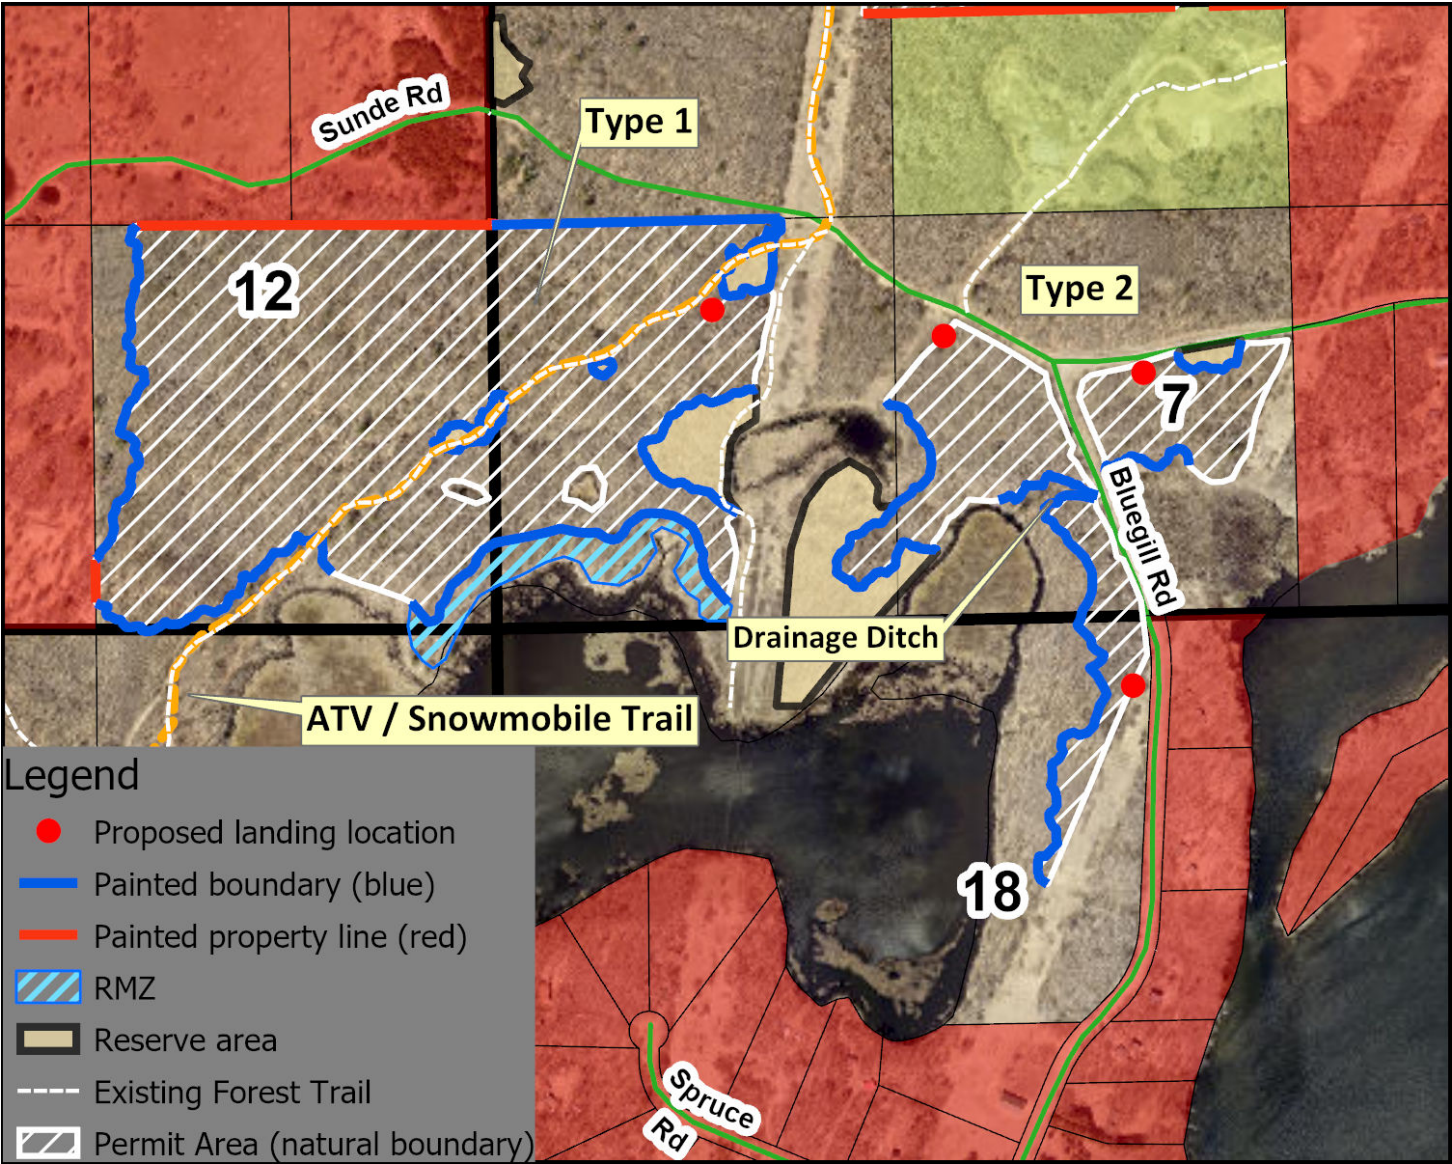 Sunde Rd
Type 1
12
Type 2
7
Bluegill Rd
Drainage Ditch
ATV / Snowmobile Trail
18
Legend
Proposed landing location
Painted boundary (blue)
Painted property line (red)
RMZ
Reserve area
Existing Forest Trail
Permit Area (natural boundary)
Spruce
Rd